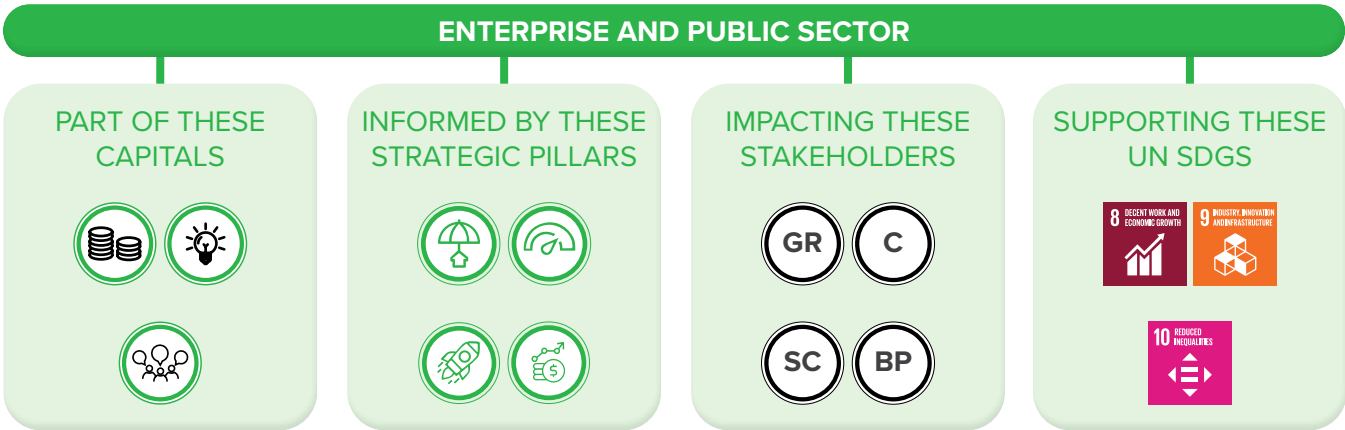 ENTERPRISE AND PUBLIC SECTOR
PART OF THESE
CAPITALS
INFORMED BY THESE
STRATEGIC PILLARS
$
IMPACTING THESE
STAKEHOLDERS
GR
C
SC
BP
SUPPORTING THESE
UN SDGS
8 DECENT WORK AND
ECONOMIC GROWTH
9 INDUSTRY, INNOVATION
AND INFRASTRUCTURE
10 REDUCED
INEQUALITIES